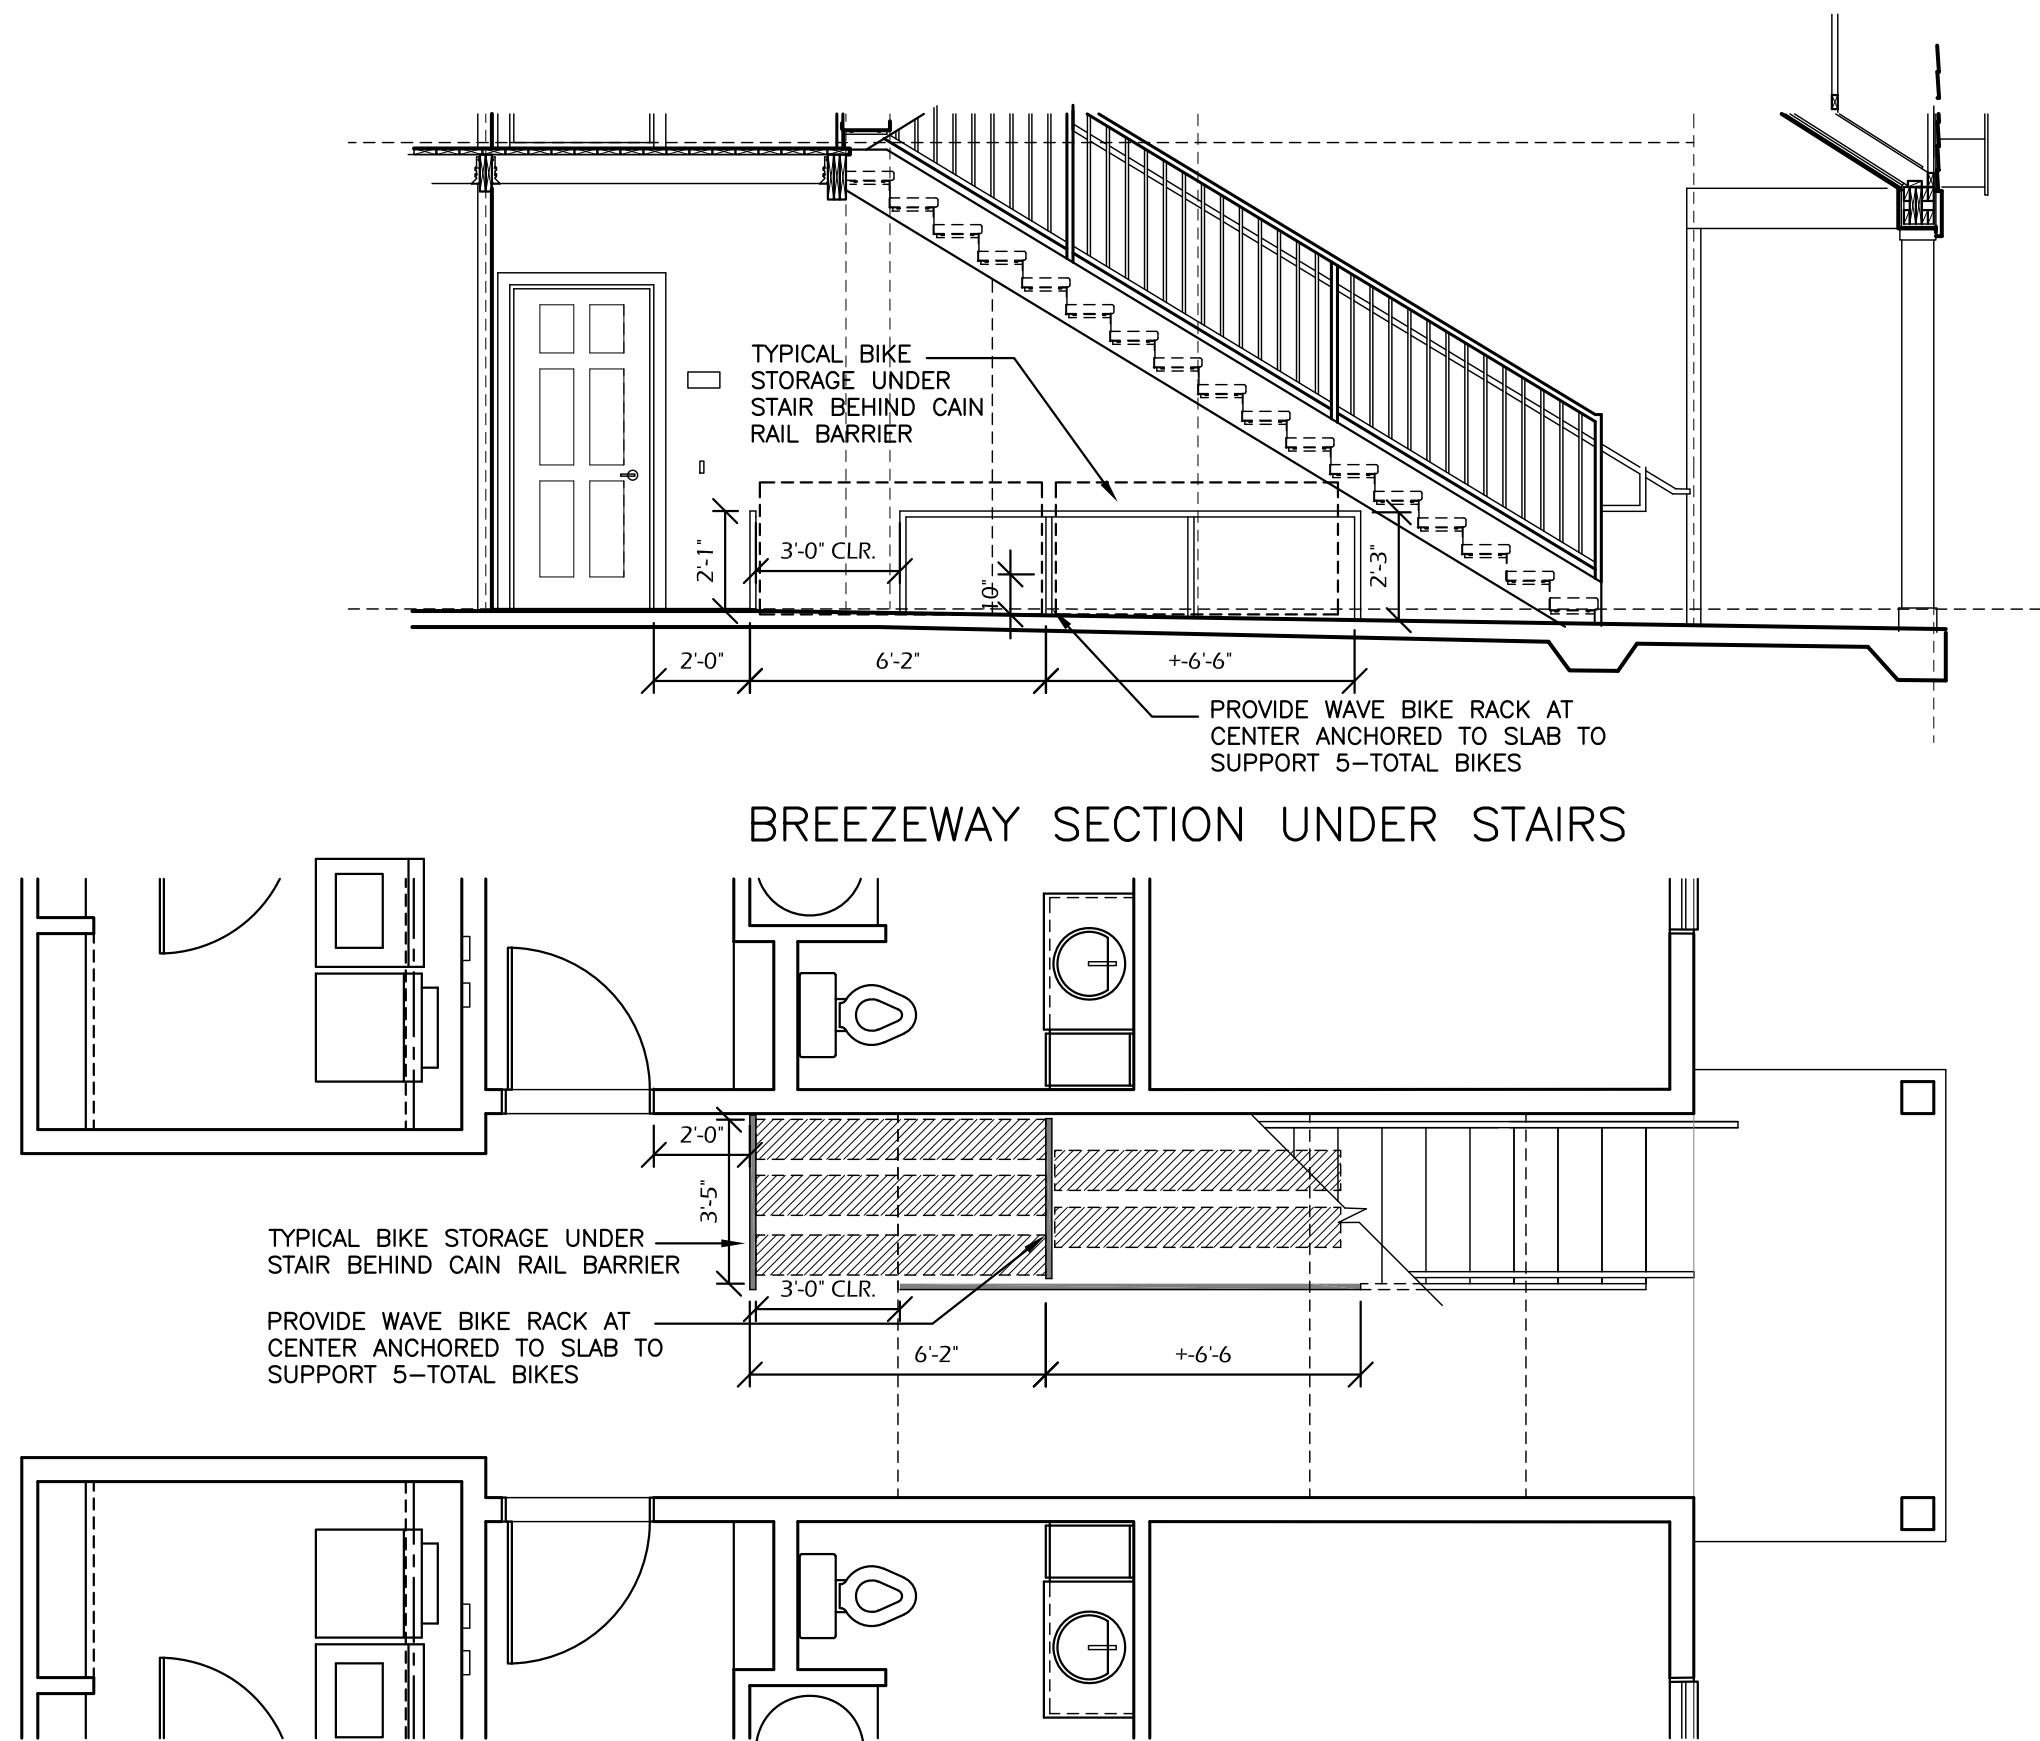 TYPICAL BIKE
STORAGE UNDER
STAIR BEHIND CAIN
RAIL BARRIER
2'-1"
3'-0" CLR.
10"
2'-3"
2'-0"
6'-2"
+-6'-6"
PROVIDE WAVE BIKE RACK AT
CENTER ANCHORED TO SLAB TO
SUPPORT 5-TOTAL BIKES
BREEZEWAY SECTION UNDER STAIRS
2'-0"
3'-5"
TYPICAL BIKE STORAGE UNDER
STAIR BEHIND CAIN RAIL BARRIER
3'-0" CLR.
PROVIDE WAVE BIKE RACK AT
CENTER ANCHORED TO SLAB TO
SUPPORT 5-TOTAL BIKES
6'-2"
+-6'-6